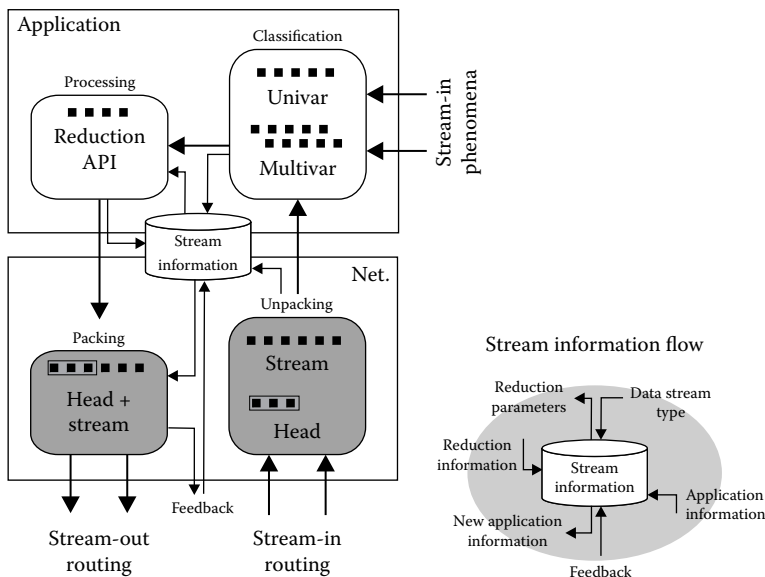 Application
Classification
Processing
Univar
Reduction
API
Multivar
Stream-in
phenomena
Stream
information
Net.
Unpacking
Packing
Stream
Head +
stream
Head
Feedback
Stream-out
routing
Stream-in
routing
Stream information flow
Reduction
parameters
Data stream
type
Reduction
information
Stream
information
Application
information
New application
information
Feedback